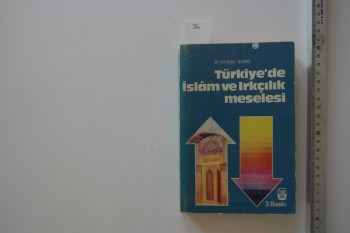 Türkiye'de
İslâm ve Irkçılık
meselesi
3. Baskı